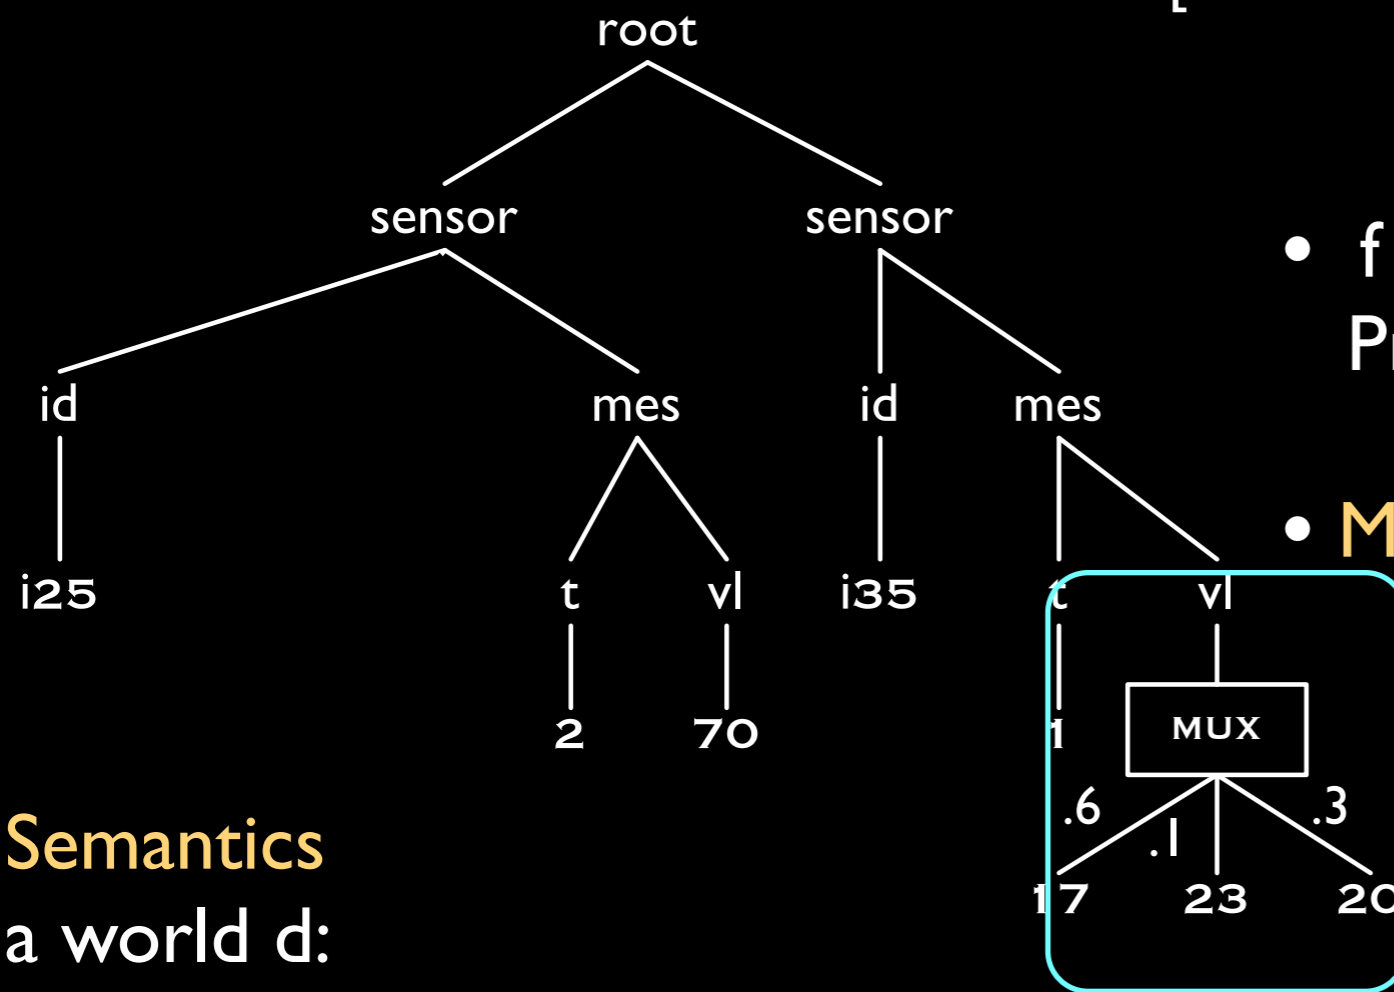 root
sensor sensor
• f
id mes id mes
• M
i25 t vl i35 t vl
2 70 1 MUX
.6 .1 .3
17 23
Semantics
a world d: